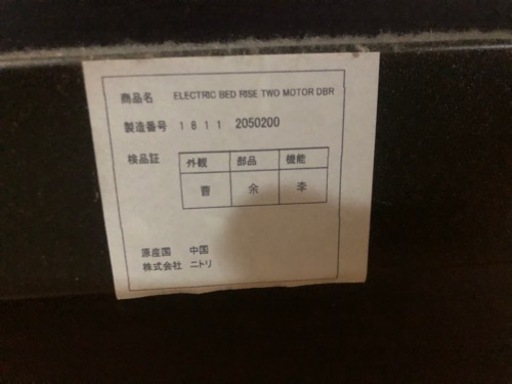 商品名 ELECTRIC BED RISE TWO MOTOR DBR
製造番号 1811 2050200
検品証 外観 部品 機能
曹 余 李
原産国 中国
株式会社 ニトリ